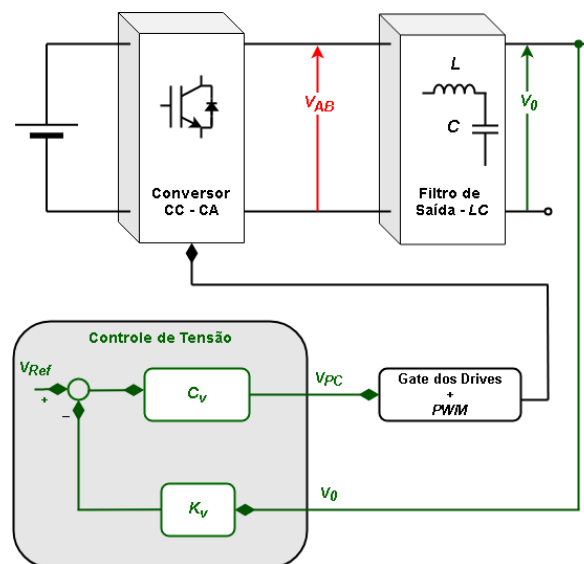 L
C
V_AB
V_0
Conversor
CC - CA
Filtro de
Saída - LC
Controle de Tensão
V_Ref
+
−
C_v
V_PC
Gate dos Drives
+
PWM
K_v
V_0